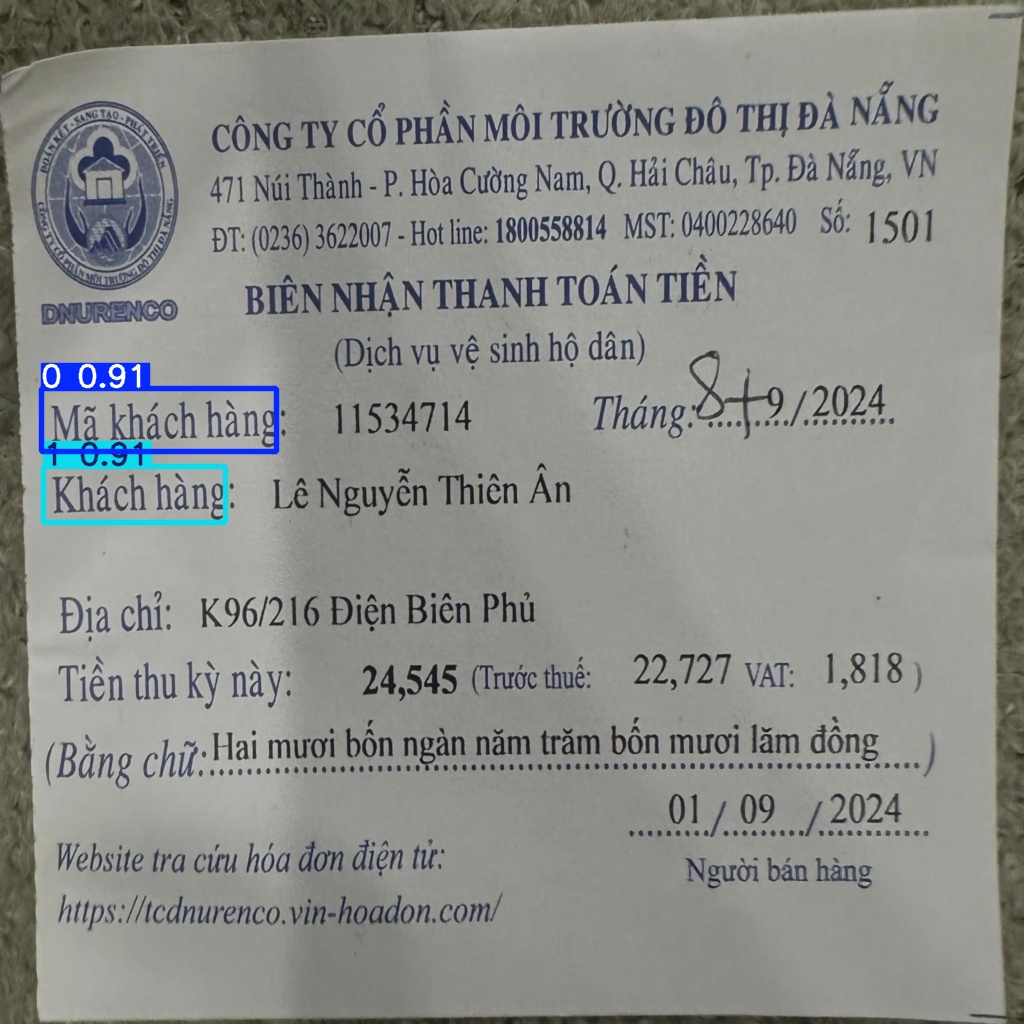 ĐOÀN KẾT - SANG TẠO - PHÁT TRIỂN
CÔNG TY CỔ PHẦN MÔI TRƯỜNG ĐÔ THỊ ĐÀ NẴNG
DNURENCO
CÔNG TY CỔ PHẦN MÔI TRƯỜNG ĐÔ THỊ ĐÀ NẴNG
471 Núi Thành - P. Hòa Cường Nam, Q. Hải Châu, Tp. Đà Nẵng, VN
ĐT: (0236) 3622007 - Hot line: 1800558814 MST: 0400228640 Số: 1501
BIÊN NHẬN THANH TOÁN TIỀN
(Dịch vụ vệ sinh hộ dân)
0 0.91
Mã khách hàng: 11534714 Tháng: 8+9/2024
1 0.91
Khách hàng: Lê Nguyễn Thiên Ân
Địa chỉ: K96/216 Điện Biên Phủ
Tiền thu kỳ này: 24,545 (Trước thuế: 22,727 VAT: 1,818 )
(Bằng chữ: Hai mươi bốn ngàn năm trăm bốn mươi lăm đồng )
01 / 09 / 2024
Người bán hàng
Website tra cứu hóa đơn điện tử:
https://tcdnurenco.vin-hoadon.com/